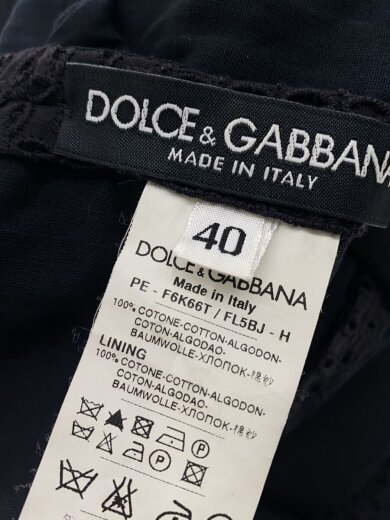 DOLCE & GABBANA
MADE IN ITALY
40
DOLCE & GABBANA
Made in Italy
PE - F6K66T / FL5BJ - H
100% COTONE-COTTON-ALGODON-
COTON-ALGODAO-
BAUMWOLLE-ХЛОПОК-棉纱
LINING
100% COTONE-COTTON-ALGODON-
COTON-ALGODAO-
BAUMWOLLE-ХЛОПОК-棉纱